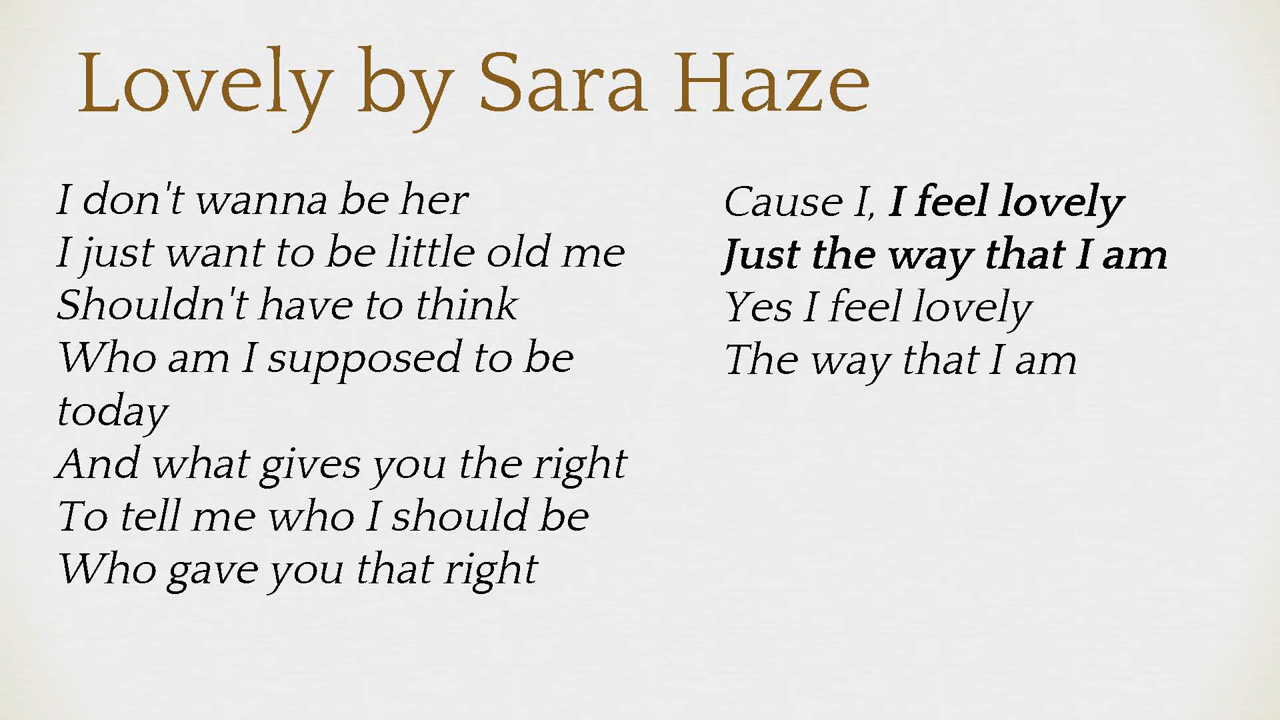 Lovely by Sara Haze
I don't wanna be her
I just want to be little old me
Shouldn't have to think
Who am I supposed to be
today
And what gives you the right
To tell me who I should be
Who gave you that right
Cause I, I feel lovely
Just the way that I am
Yes I feel lovely
The way that I am